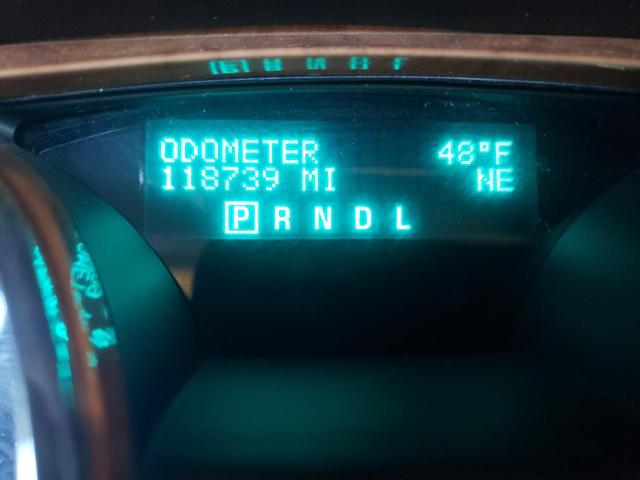 ODOMETER 48°F
118739 MI NE
P R N D L